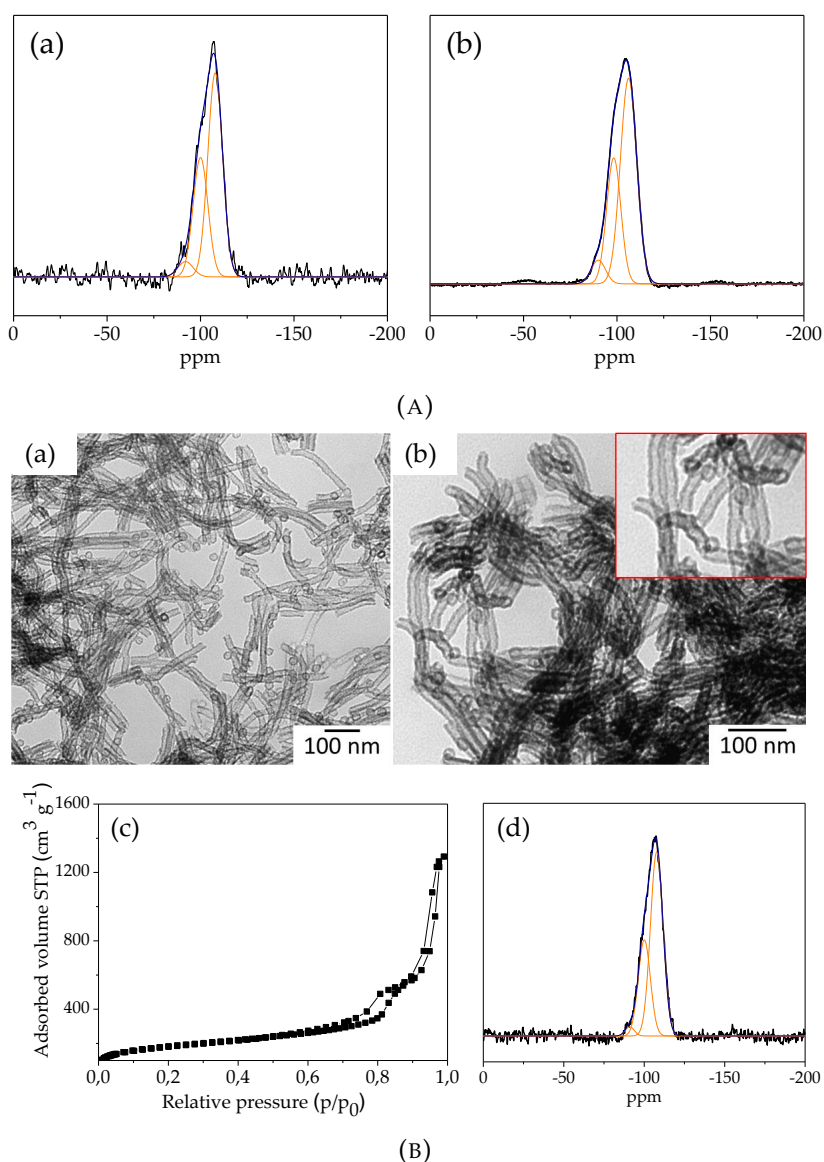 (a)
(b)
0 -50 -100 -150 -200
ppm
0 -50 -100 -150 -200
ppm
(A)
(a)
(b)
100 nm
100 nm
(c)
Adsorbed volume STP (cm³ g⁻¹)
1600
1200
800
400
0,0 0,2 0,4 0,6 0,8 1,0
Relative pressure (p/p₀)
(d)
0 -50 -100 -150 -200
ppm
(B)